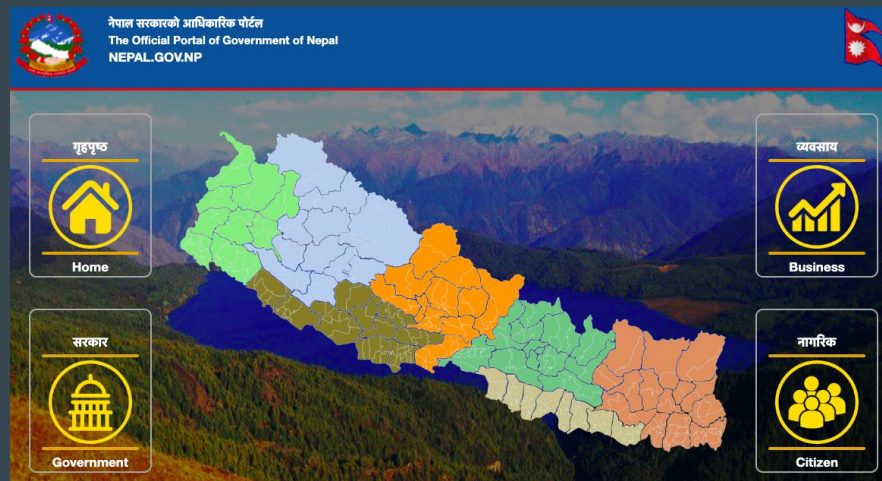 नेपाल सरकारको आधिकारिक पोर्टल
The Official Portal of Government of Nepal
NEPAL.GOV.NP
गृहपृष्ठ
Home
व्यवसाय
Business
सरकार
Government
नागरिक
Citizen